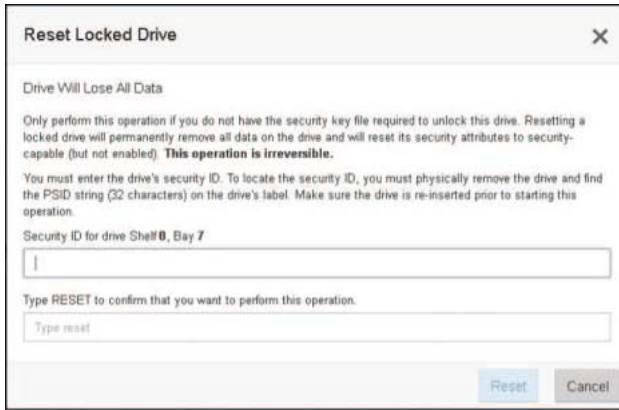 Reset Locked Drive
Drive Will Lose All Data
Only perform this operation if you do not have the security key file required to unlock this drive. Resetting a
locked drive will permanently remove all data on the drive and will reset its security attributes to security-
capable (but not enabled). This operation is irreversible.
You must enter the drive's security ID. To locate the security ID, you must physically remove the drive and find
the PSID string (32 characters) on the drive's label. Make sure the drive is re-inserted prior to starting this
operation.
Security ID for drive Shelf 0, Bay 7
Type RESET to confirm that you want to perform this operation.
Type reset
Reset Cancel